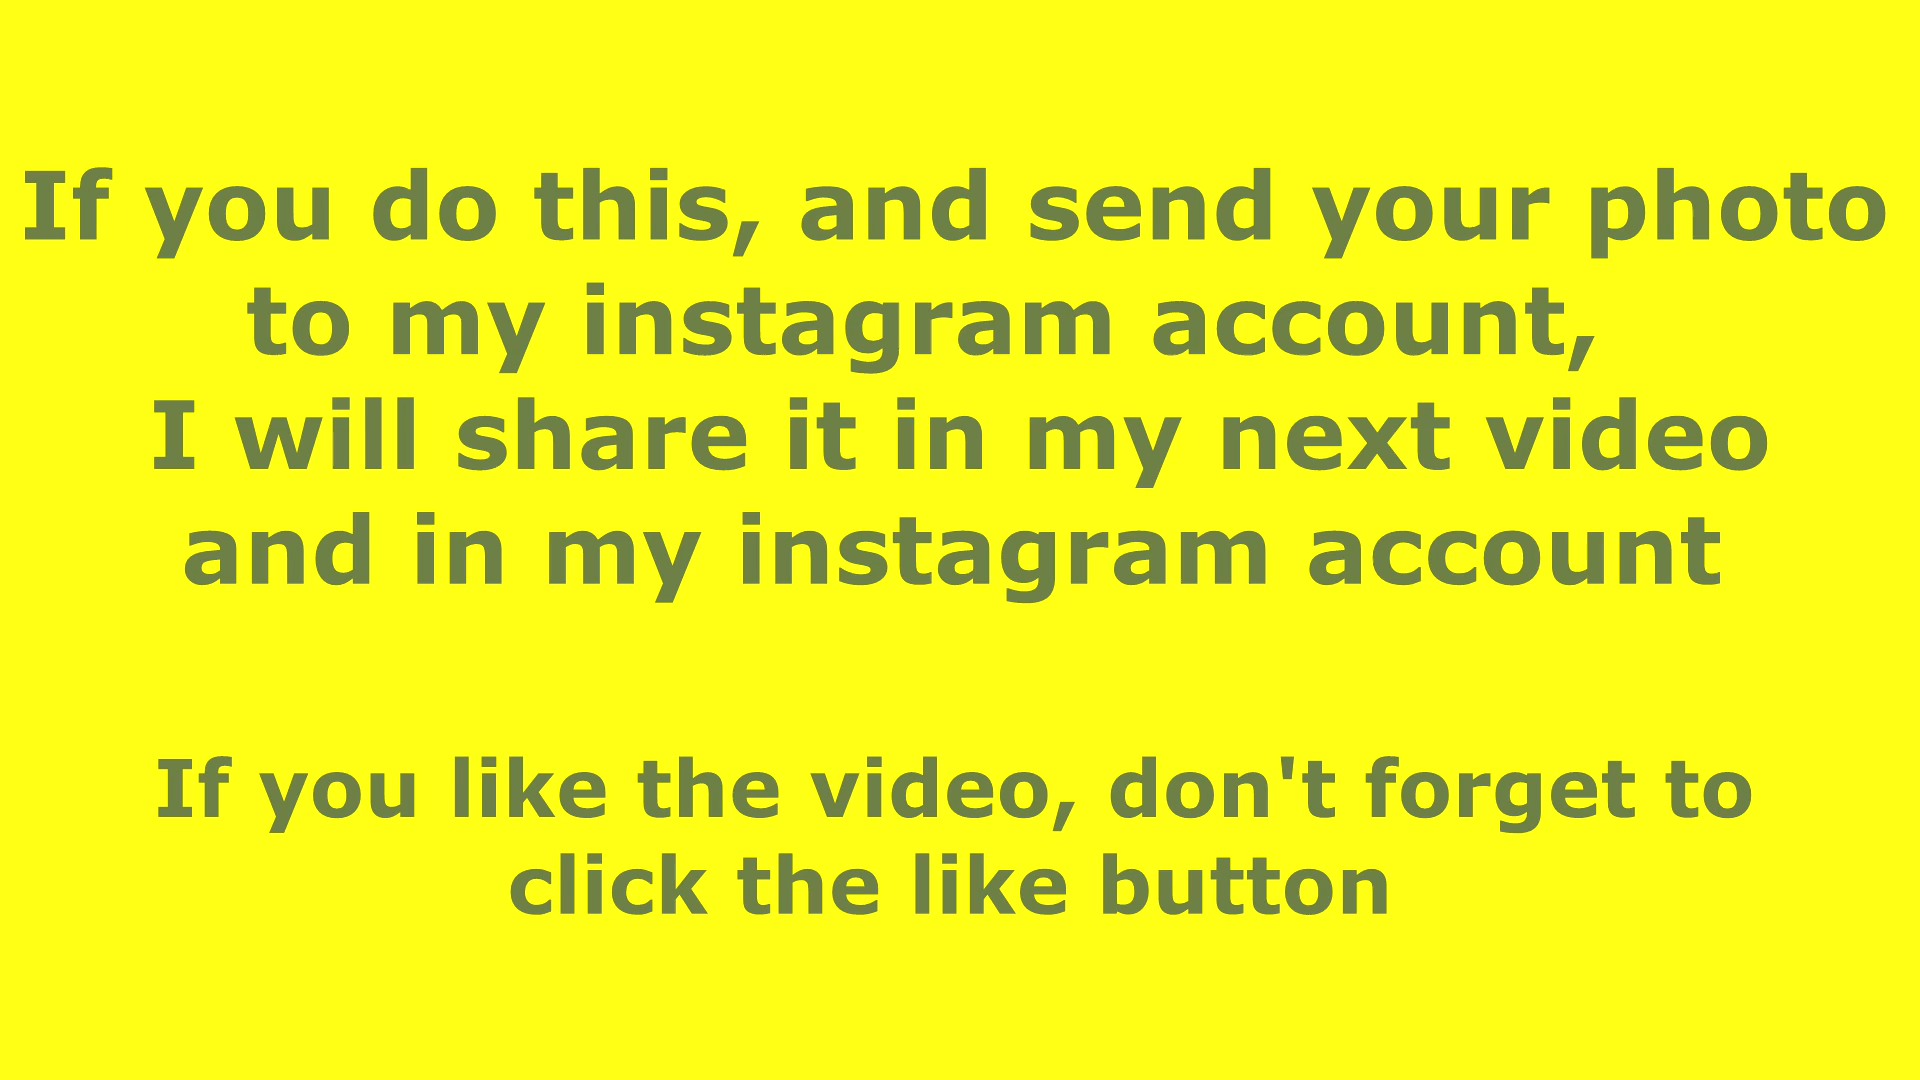 If you do this, and send your photo
to my instagram account,
I will share it in my next video
and in my instagram account
If you like the video, don't forget to
click the like button